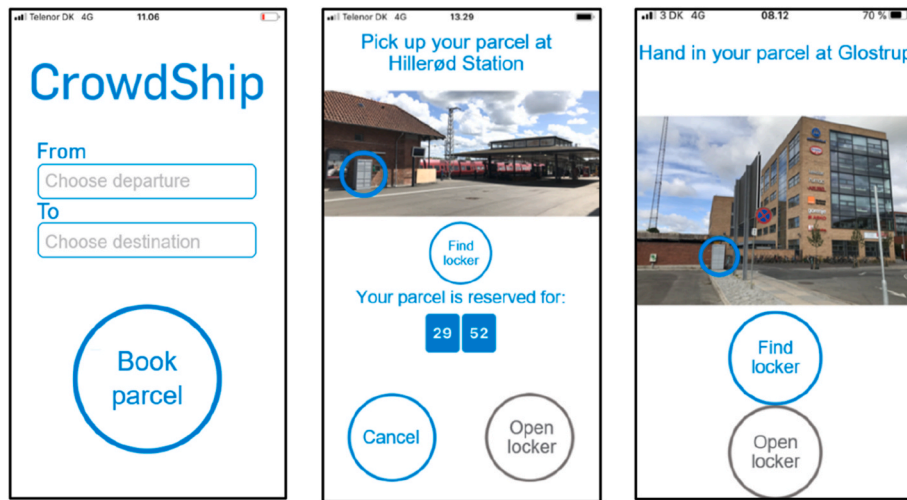 Telenor DK 4G 11.06
CrowdShip
From
Choose departure
To
Choose destination
Book
parcel
Telenor DK 4G 13.29
Pick up your parcel at
Hillerød Station
Find
locker
Your parcel is reserved for:
29 52
Cancel
Open
locker
3 DK 4G 08.12 70 %
Hand in your parcel at Glostrup
Find
locker
Open
locker